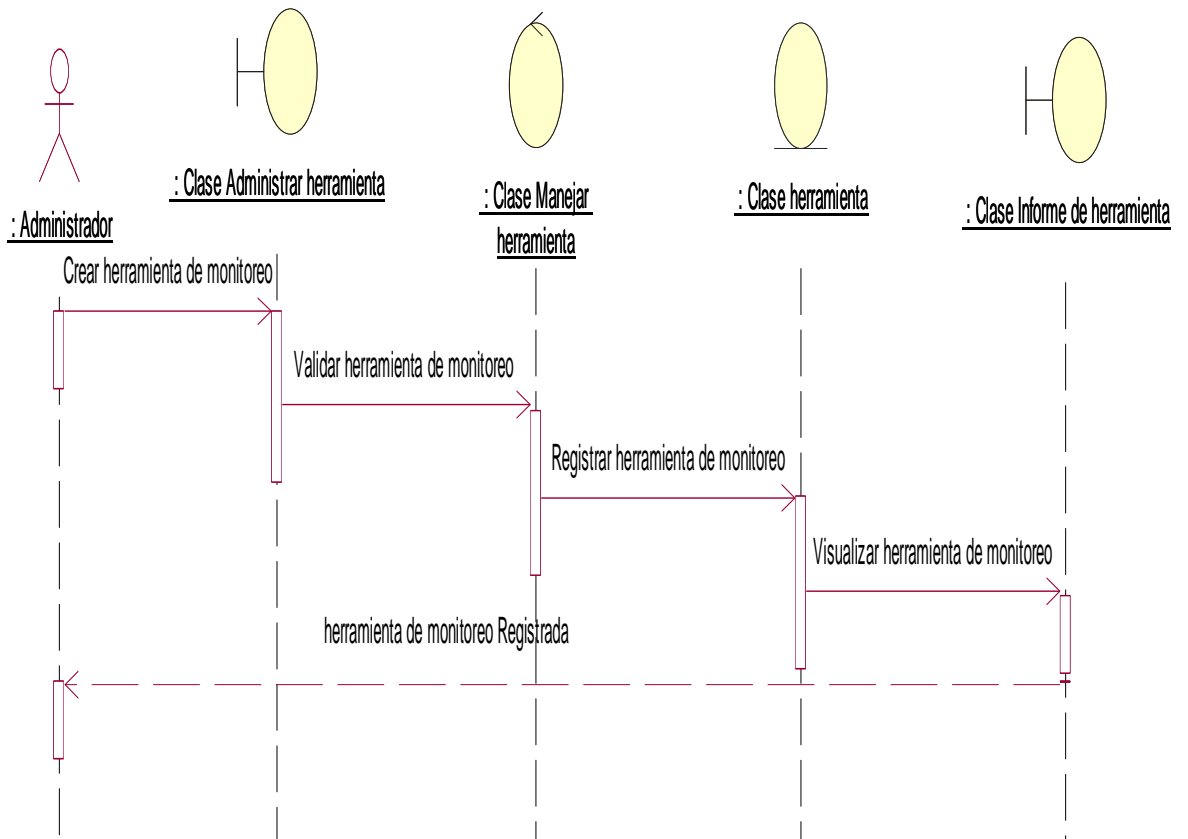 : Clase Administrar herramienta
: Clase Manejar
herramienta
: Clase herramienta
: Clase Informe de herramienta
: Administrador
Crear herramienta de monitoreo
Validar herramienta de monitoreo
Registrar herramienta de monitoreo
Visualizar herramienta de monitoreo
herramienta de monitoreo Registrada